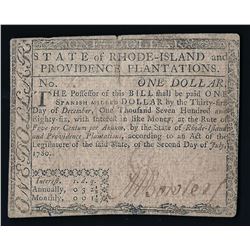 STATE of RHODE-ISLAND and
PROVIDENCE PLANTATIONS.
No. ONE DOLLAR.
THE Possessor of this BILL shall be paid ONE
SPANISH MILLED DOLLAR by the Thirty-first
Day of December, One Thousand Seven Hundred and
Eighty-six, with Interest in like Money, at the Rate of
Five per Centum per Annum, by the State of Rhode-Island
and Providence Plantations, according to an Act of the
Legislature of the said State, of the Second Day of July,
1780.
Interest.
Annually,
Monthly,
ONE DOLLAR